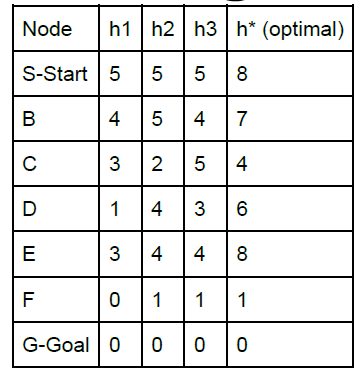 Node h1 h2 h3 h* (optimal)
S-Start 5 5 5 8
B 4 5 4 7
C 3 2 5 4
D 1 4 3 6
E 3 4 4 8
F 0 1 1 1
G-Goal 0 0 0 0